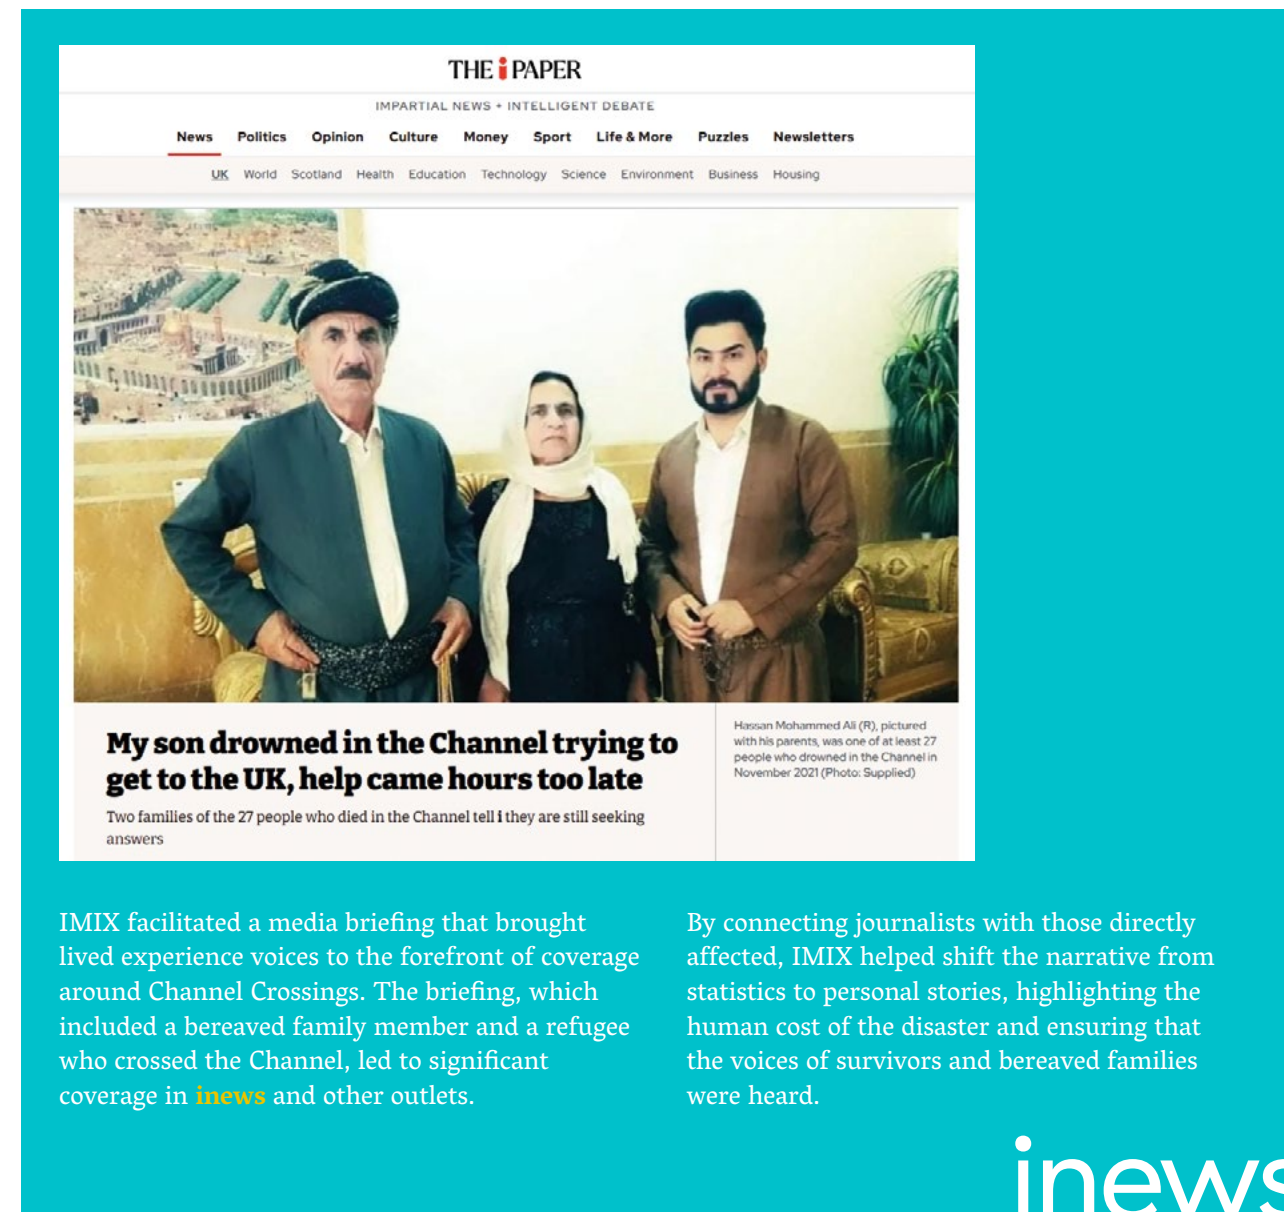 THE i PAPER
IMPARTIAL NEWS + INTELLIGENT DEBATE
News Politics Opinion Culture Money Sport Life & More Puzzles Newsletters
UK World Scotland Health Education Technology Science Environment Business Housing
My son drowned in the Channel trying to
get to the UK, help came hours too late
Two families of the 27 people who died in the Channel tell i they are still seeking
answers
Hassan Mohammed Ali (R), pictured
with his parents, was one of at least 27
people who drowned in the Channel in
November 2021 (Photo: Supplied)
IMIX facilitated a media briefing that brought
lived experience voices to the forefront of coverage
around Channel Crossings. The briefing, which
included a bereaved family member and a refugee
who crossed the Channel, led to significant
coverage in inews and other outlets.
By connecting journalists with those directly
affected, IMIX helped shift the narrative from
statistics to personal stories, highlighting the
human cost of the disaster and ensuring that
the voices of survivors and bereaved families
were heard.
inews